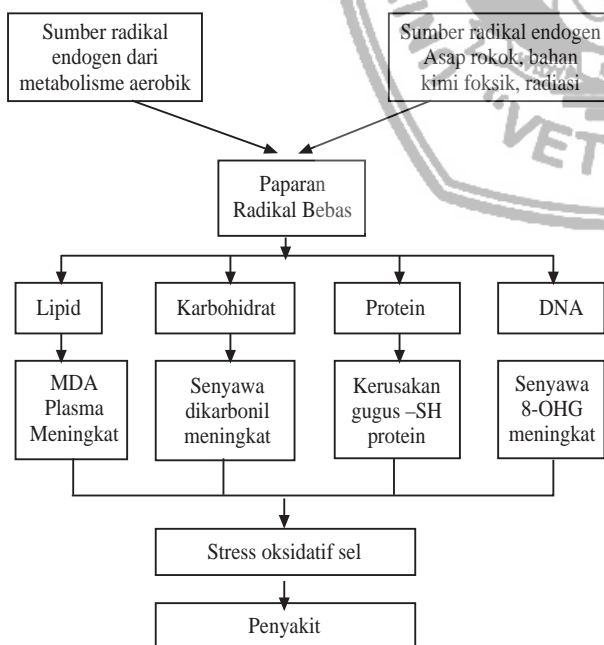 Sumber radikal
endogen dari
metabolisme aerobik
Sumber radikal endogen
Asap rokok, bahan
kimi foksik, radiasi
"VET
Paparan
Radikal Bebas
Lipid
Karbohidrat
Protein
DNA
MDA
Plasma
Meningkat
Senyawa
dikarbonil
meningkat
Kerusakan
gugus –SH
protein
Senyawa
8-OHG
meningkat
Stress oksidatif sel
Penyakit